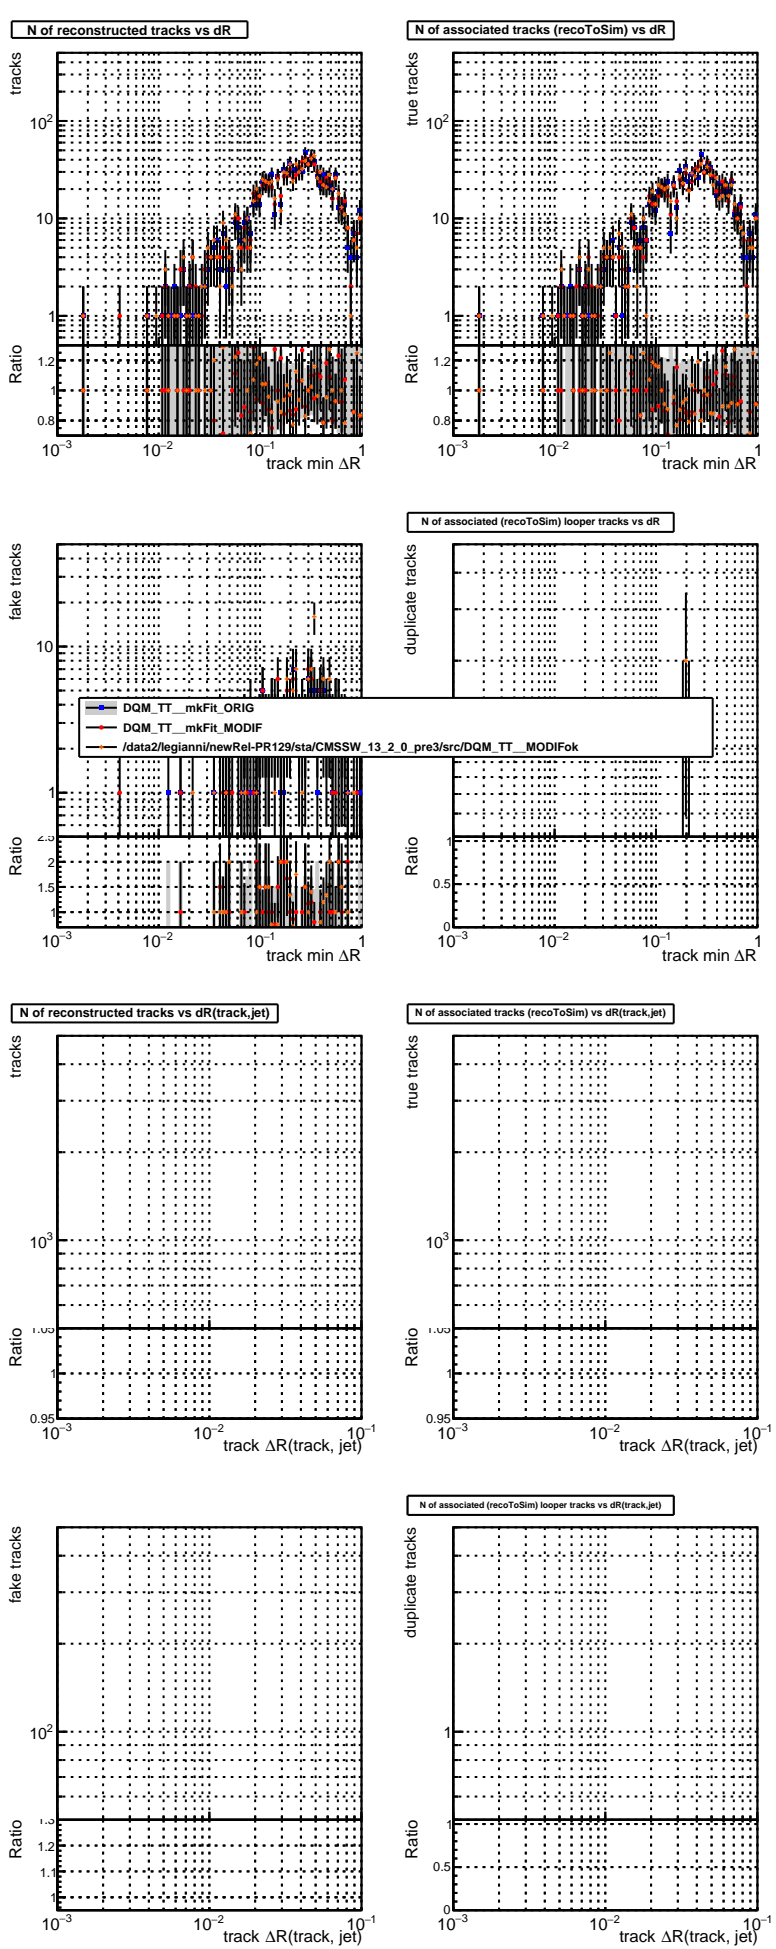 N of reconstructed tracks vs dR
tracks
10²
10
1
Ratio
1.2
1
0.8
10⁻³
10⁻²
10⁻¹
1
track min ΔR
N of associated tracks (recoToSim) vs dR
true tracks
10²
10
1
Ratio
1.2
1
0.8
10⁻³
10⁻²
10⁻¹
1
track min ΔR
fake tracks
10
1
Ratio
2.5
2
1.5
1
10⁻³
10⁻²
10⁻¹
1
track min ΔR
N of associated (recoToSim) looper tracks vs dR
duplicate tracks
Ratio
1
0.5
0
10⁻³
10⁻²
10⁻¹
1
track min ΔR
DQM_TT__mkFit_ORIG
DQM_TT__mkFit_MODIF
/data2/legianni/newRel-PR129/sta/CMSSW_13_2_0_pre3/src/DQM_TT__MODIFok
N of reconstructed tracks vs dR(track,jet)
tracks
10³
Ratio
1.05
1
0.95
10⁻³
10⁻²
10⁻¹
track ΔR(track, jet)
N of associated tracks (recoToSim) vs dR(track,jet)
true tracks
10³
Ratio
1.05
1
0.95
10⁻³
10⁻²
10⁻¹
track ΔR(track, jet)
fake tracks
10²
Ratio
1.3
1.2
1.1
1
10⁻³
10⁻²
10⁻¹
track ΔR(track, jet)
N of associated (recoToSim) looper tracks vs dR(track,jet)
duplicate tracks
1
Ratio
1
0.5
0
10⁻³
10⁻²
10⁻¹
track ΔR(track, jet)